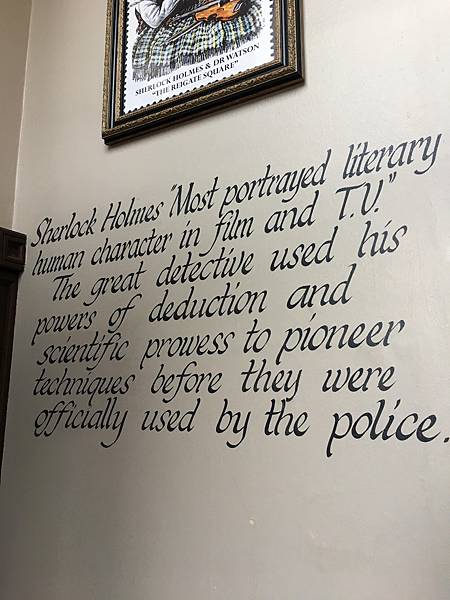 SHERLOCK HOLMES & DR WATSON
"THE REIGATE SQUARE"
Sherlock Holmes "Most portrayed literary
human character in film and T.V."
The great detective used his
powers of deduction and
scientific prowess to pioneer
techniques before they were
officially used by the police.